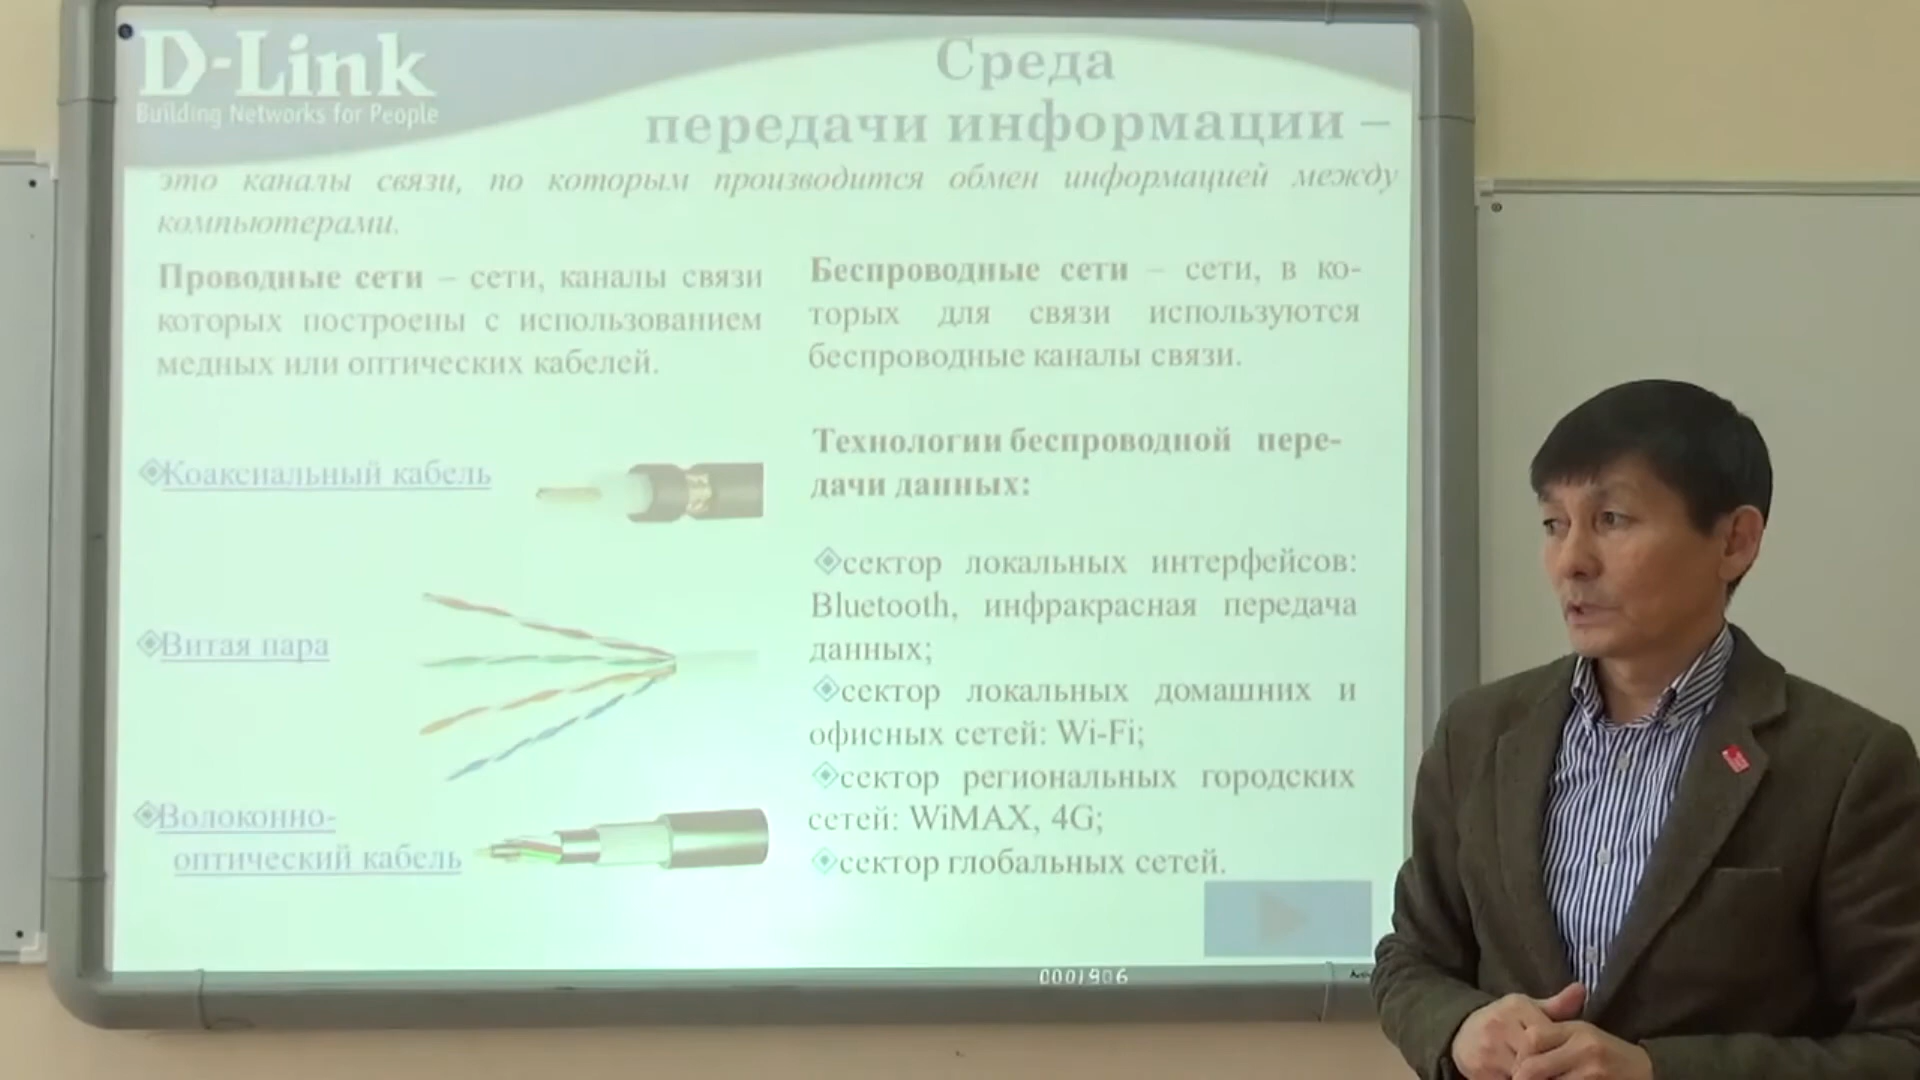 D-Link
Building Networks for People
Среда
передачи информации –
это каналы связи, по которым производится обмен информацией между
компьютерами.
Проводные сети – сети, каналы связи
которых построены с использованием
медных или оптических кабелей.
Коаксиальный кабель
Витая пара
Волоконно-
оптический кабель
Беспроводные сети – сети, в ко-
торых для связи используются
беспроводные каналы связи.
Технологии беспроводной пере-
дачи данных:
сектор локальных интерфейсов:
Bluetooth, инфракрасная передача
данных;
сектор локальных домашних и
офисных сетей: Wi-Fi;
сектор региональных городских
сетей: WiMAX, 4G;
сектор глобальных сетей.